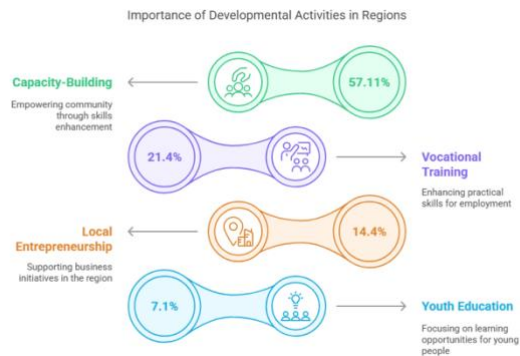 Importance of Developmental Activities in Regions
Capacity-Building
Empowering community
through skills
enhancement
57.11%
21.4%
Vocational
Training
Enhancing practical
skills for employment
Local
Entrepreneurship
Supporting business
initiatives in the region
14.4%
7.1%
Youth Education
Focusing on learning
opportunities for young
people